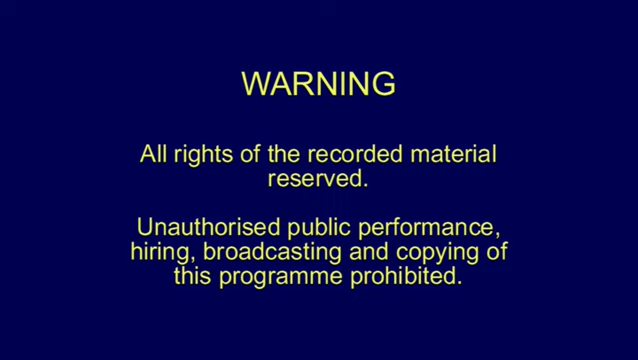 WARNING
All rights of the recorded material
reserved.
Unauthorised public performance,
hiring, broadcasting and copying of
this programme prohibited.